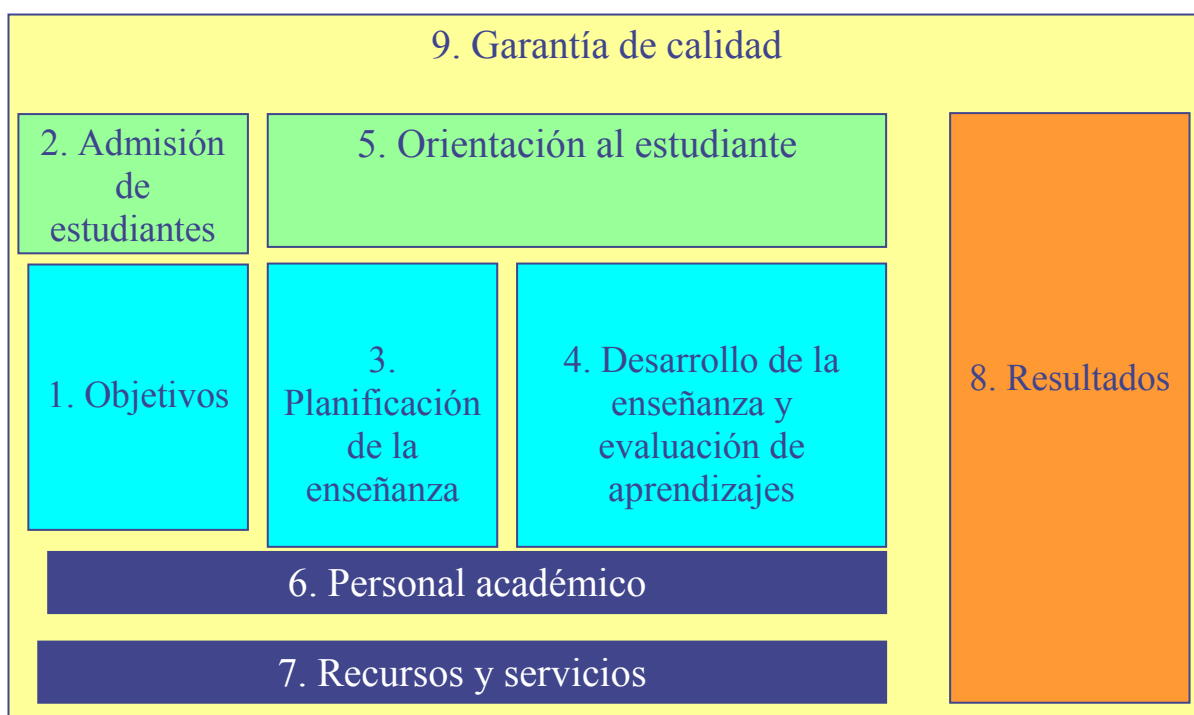 9. Garantía de calidad
2. Admisión
de
estudiantes
5. Orientación al estudiante
1. Objetivos
3.
Planificación
de la
enseñanza
4. Desarrollo de la
enseñanza y
evaluación de
aprendizajes
8. Resultados
6. Personal académico
7. Recursos y servicios